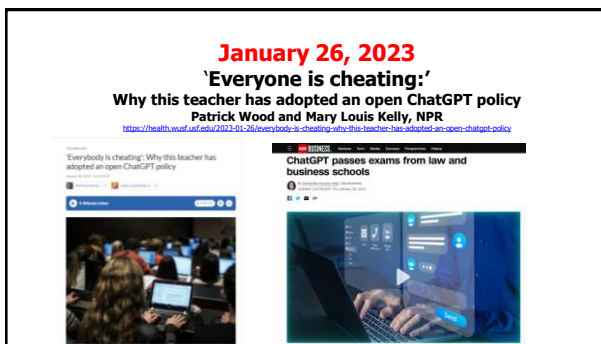 January 26, 2023
'Everyone is cheating:'
Why this teacher has adopted an open ChatGPT policy
Patrick Wood and Mary Louis Kelly, NPR
https://health.wusf.usf.edu/2023-01-26/everybody-is-cheating-why-this-teacher-has-adopted-an-open-chatgpt-policy
'Everybody is cheating': Why this teacher has
adopted an open ChatGPT policy
BUSINESS
ChatGPT passes exams from law and
business schools
Send